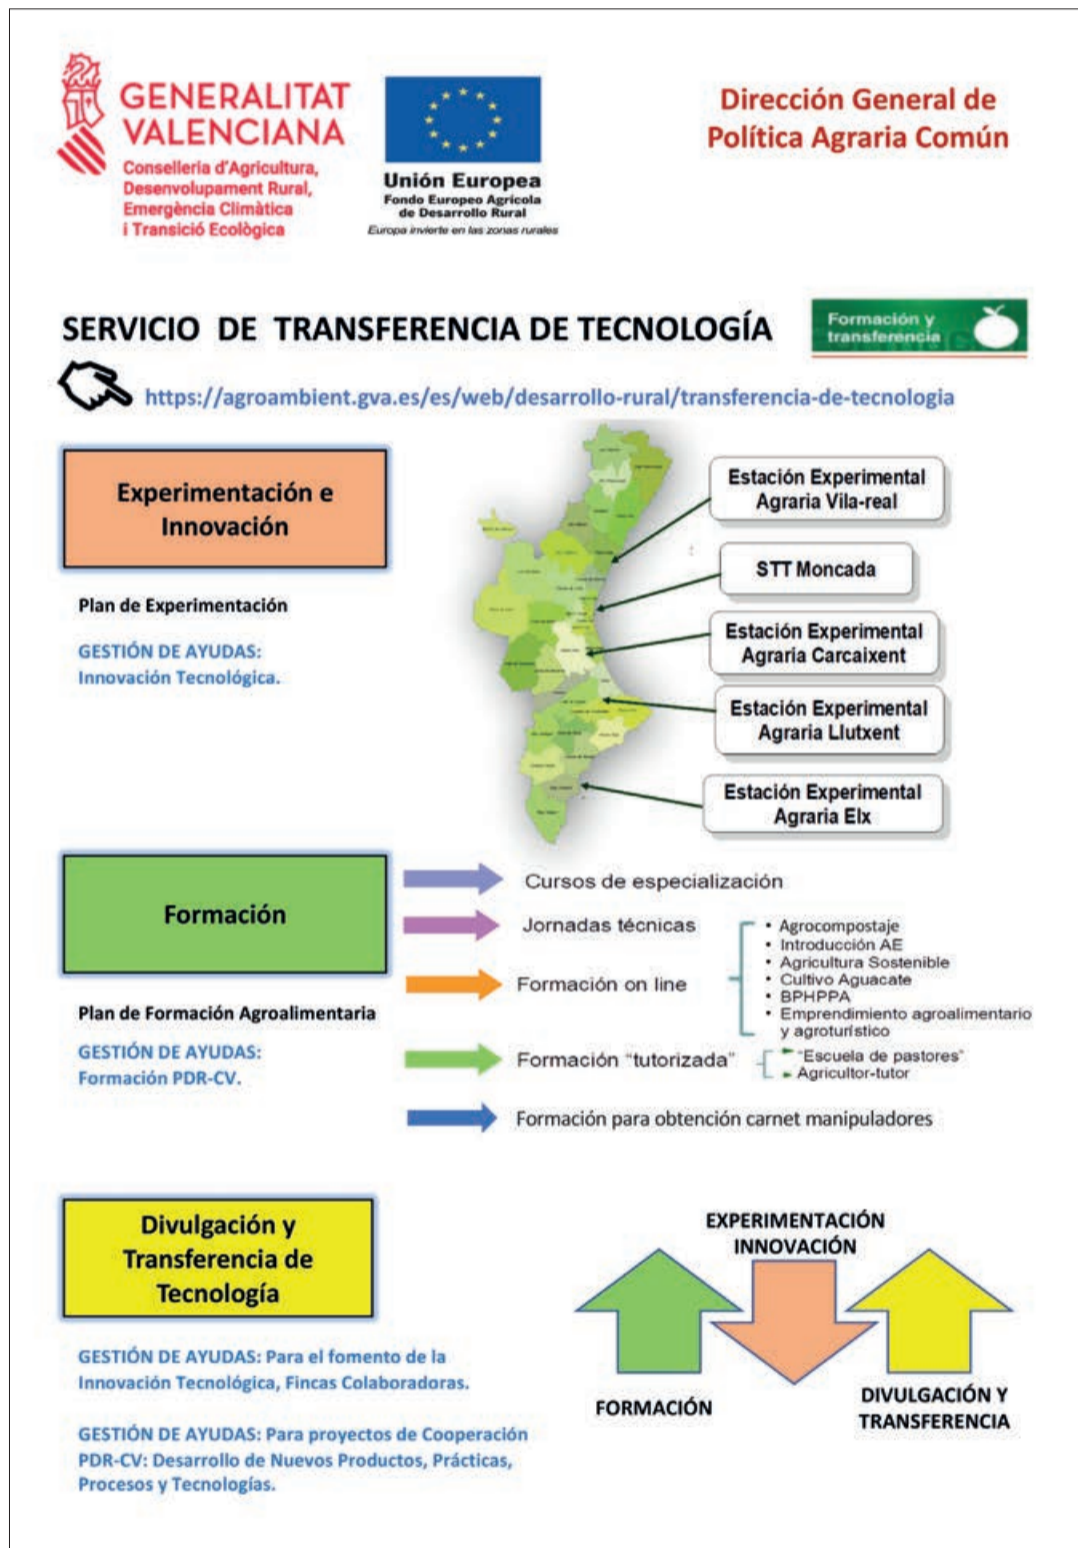 GENERALITAT
VALENCIANA
Conselleria d'Agricultura,
Desenvolupament Rural,
Emergència Climàtica
i Transició Ecològica
Unión Europea
Fondo Europeo Agrícola
de Desarrollo Rural
Europa invierte en las zonas rurales
Dirección General de
Política Agraria Común
SERVICIO DE TRANSFERENCIA DE TECNOLOGÍA
Formación y
transferencia
https://agroambient.gva.es/es/web/desarrollo-rural/transferencia-de-tecnologia
Experimentación e
Innovación
Plan de Experimentación
GESTIÓN DE AYUDAS:
Innovación Tecnológica.
Estación Experimental
Agraria Vila-real
STT Moncada
Estación Experimental
Agraria Carcaixent
Estación Experimental
Agraria Llutxent
Estación Experimental
Agraria Elx
Formación
Plan de Formación Agroalimentaria
GESTIÓN DE AYUDAS:
Formación PDR-CV.
Cursos de especialización
Jornadas técnicas
Formación on line
• Agrocompostaje
• Introducción AE
• Agricultura Sostenible
• Cultivo Aguacate
• BPHPPA
• Emprendimiento agroalimentario
y agroturístico
Formación "tutorizada"
"Escuela de pastores"
Agricultor-tutor
Formación para obtención carnet manipuladores
Divulgación y
Transferencia de
Tecnología
GESTIÓN DE AYUDAS: Para el fomento de la
Innovación Tecnológica, Fincas Colaboradoras.
GESTIÓN DE AYUDAS: Para proyectos de Cooperación
PDR-CV: Desarrollo de Nuevos Productos, Prácticas,
Procesos y Tecnologías.
EXPERIMENTACIÓN
INNOVACIÓN
FORMACIÓN
DIVULGACIÓN Y
TRANSFERENCIA